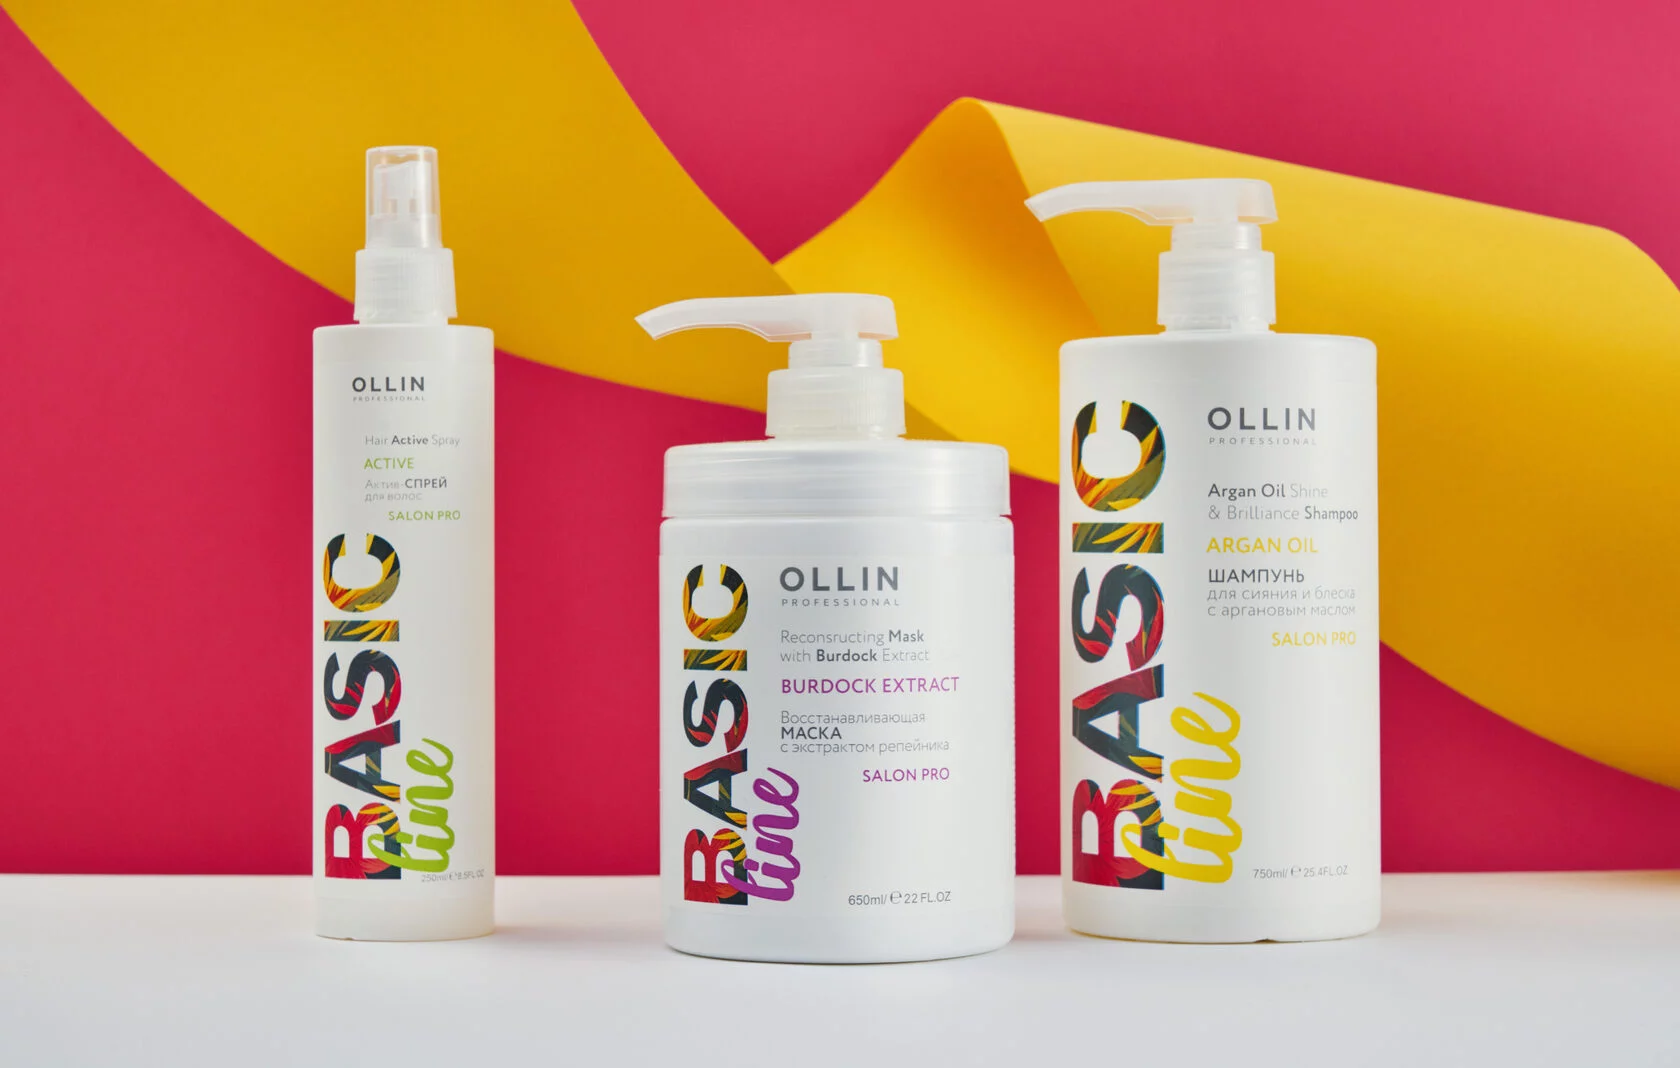 OLLIN
PROFESSIONAL
Hair Active Spray
ACTIVE
Актив-СПРЕЙ
для волос
SALON PRO
BASIC
line
250ml/℮8.5FL.OZ
OLLIN
PROFESSIONAL
Reconsructing Mask
with Burdock Extract
BURDOCK EXTRACT
Восстанавливающая
МАСКА
с экстрактом репейника
SALON PRO
BASIC
line
650ml/℮22 FL.OZ
OLLIN
PROFESSIONAL
Argan Oil Shine
& Brilliance Shampoo
ARGAN OIL
ШАМПУНЬ
для сияния и блеска
с аргановым маслом
SALON PRO
BASIC
line
750ml/℮25.4FL.OZ